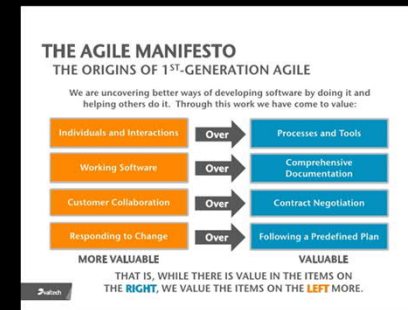 THE AGILE MANIFESTO
THE ORIGINS OF 1ST-GENERATION AGILE
We are uncovering better ways of developing software by doing it and
helping others do it. Through this work we have come to value:
Individuals and Interactions Over Processes and Tools
Working Software Over Comprehensive
Documentation
Customer Collaboration Over Contract Negotiation
Responding to Change Over Following a Predefined Plan
MORE VALUABLE VALUABLE
THAT IS, WHILE THERE IS VALUE IN THE ITEMS ON
THE RIGHT, WE VALUE THE ITEMS ON THE LEFT MORE.
valtech